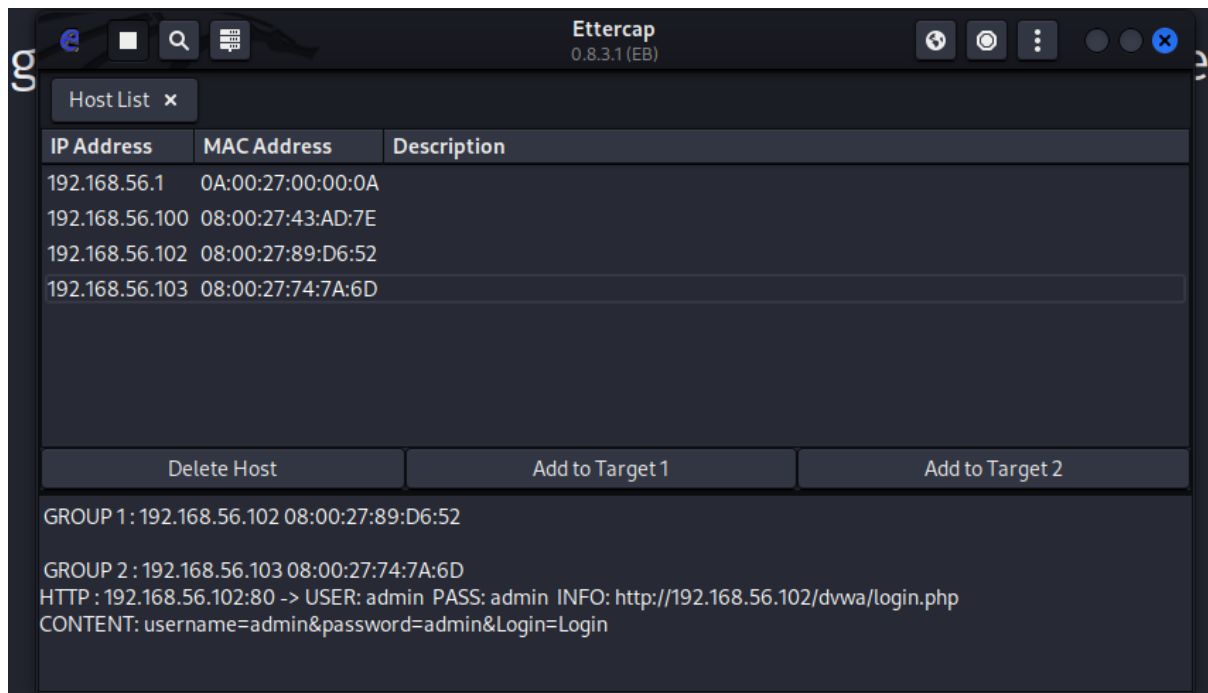 Ettercap
0.8.3.1 (EB)
g
Host List ×
IP Address MAC Address Description
192.168.56.1 0A:00:27:00:00:0A
192.168.56.100 08:00:27:43:AD:7E
192.168.56.102 08:00:27:89:D6:52
192.168.56.103 08:00:27:74:7A:6D
Delete Host Add to Target 1 Add to Target 2
GROUP 1 : 192.168.56.102 08:00:27:89:D6:52
GROUP 2 : 192.168.56.103 08:00:27:74:7A:6D
HTTP : 192.168.56.102:80 -> USER: admin PASS: admin INFO: http://192.168.56.102/dvwa/login.php
CONTENT: username=admin&password=admin&Login=Login